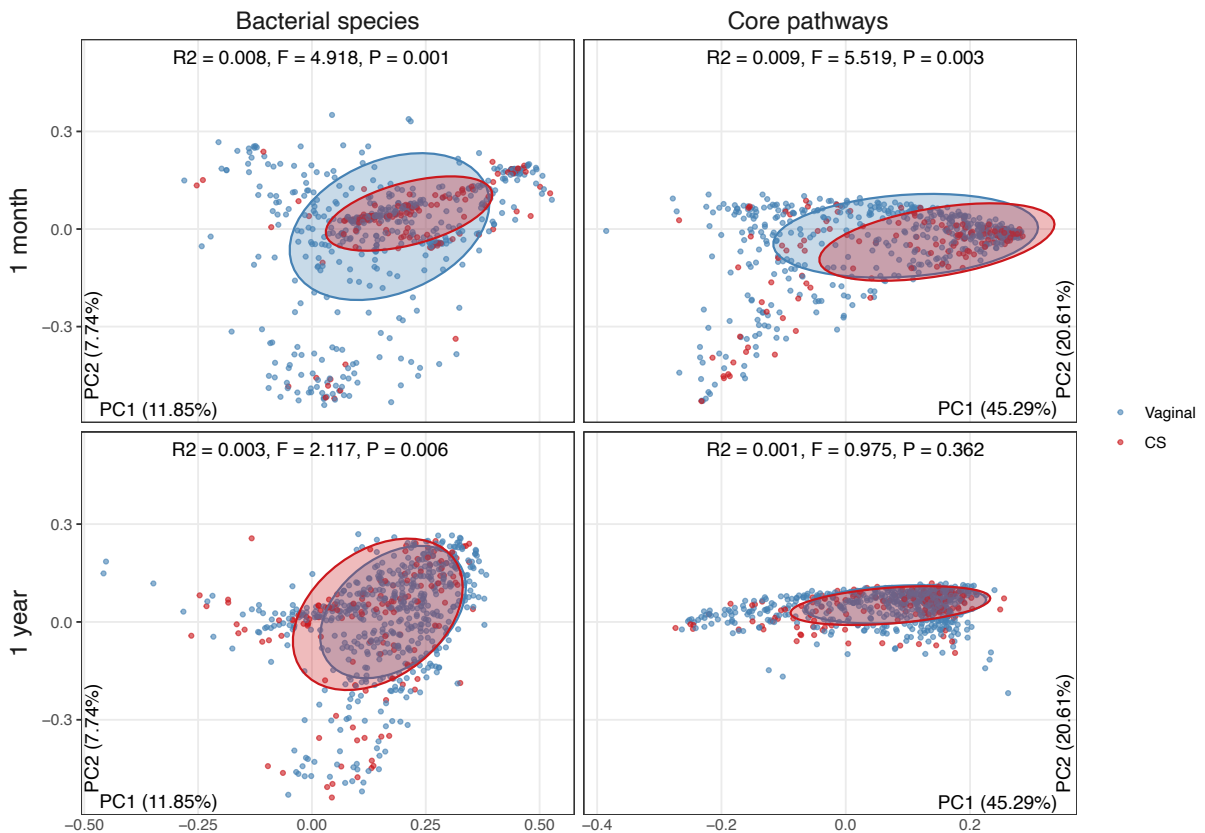 Bacterial species
Core pathways
1 month
R2 = 0.008, F = 4.918, P = 0.001
R2 = 0.009, F = 5.519, P = 0.003
0.3
0.0
−0.3
PC2 (7.74%)
PC1 (11.85%)
PC2 (20.61%)
PC1 (45.29%)
Vaginal
CS
1 year
R2 = 0.003, F = 2.117, P = 0.006
R2 = 0.001, F = 0.975, P = 0.362
0.3
0.0
−0.3
PC2 (7.74%)
PC1 (11.85%)
PC2 (20.61%)
PC1 (45.29%)
−0.50 −0.25 0.00 0.25 0.50
−0.4 −0.2 0.0 0.2